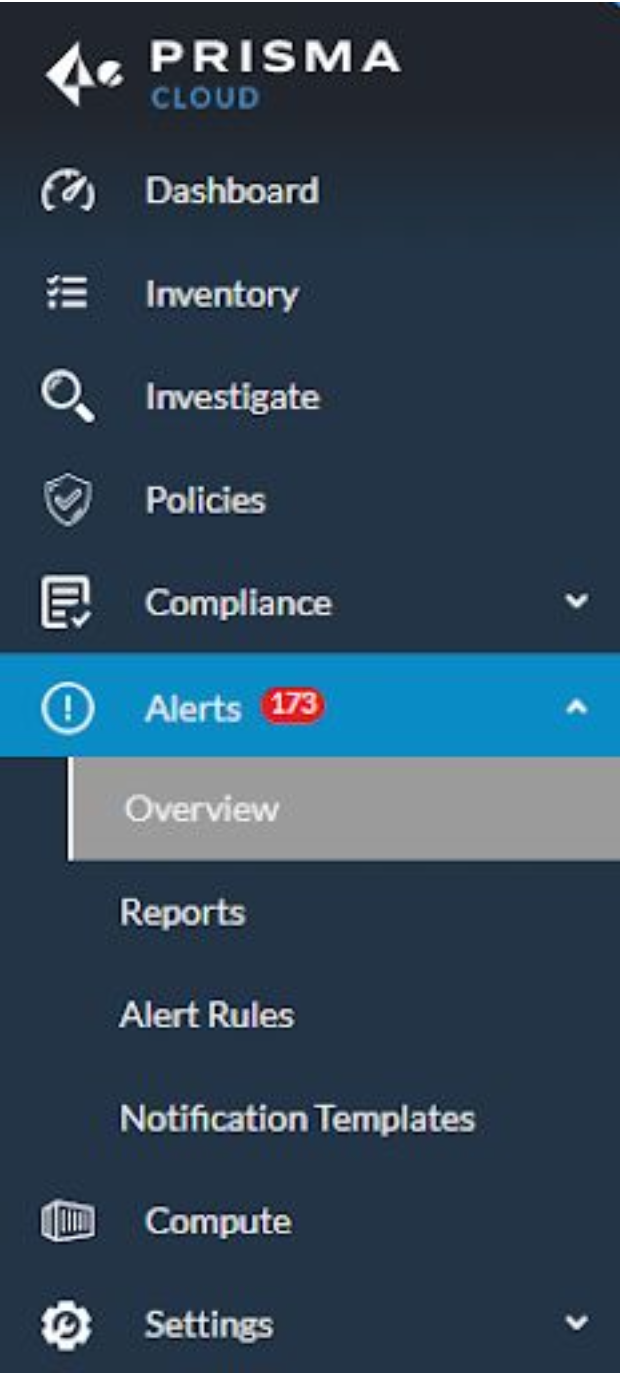 PRISMA
CLOUD
Dashboard
Inventory
Investigate
Policies
Compliance
Alerts 173
Overview
Reports
Alert Rules
Notification Templates
Compute
Settings